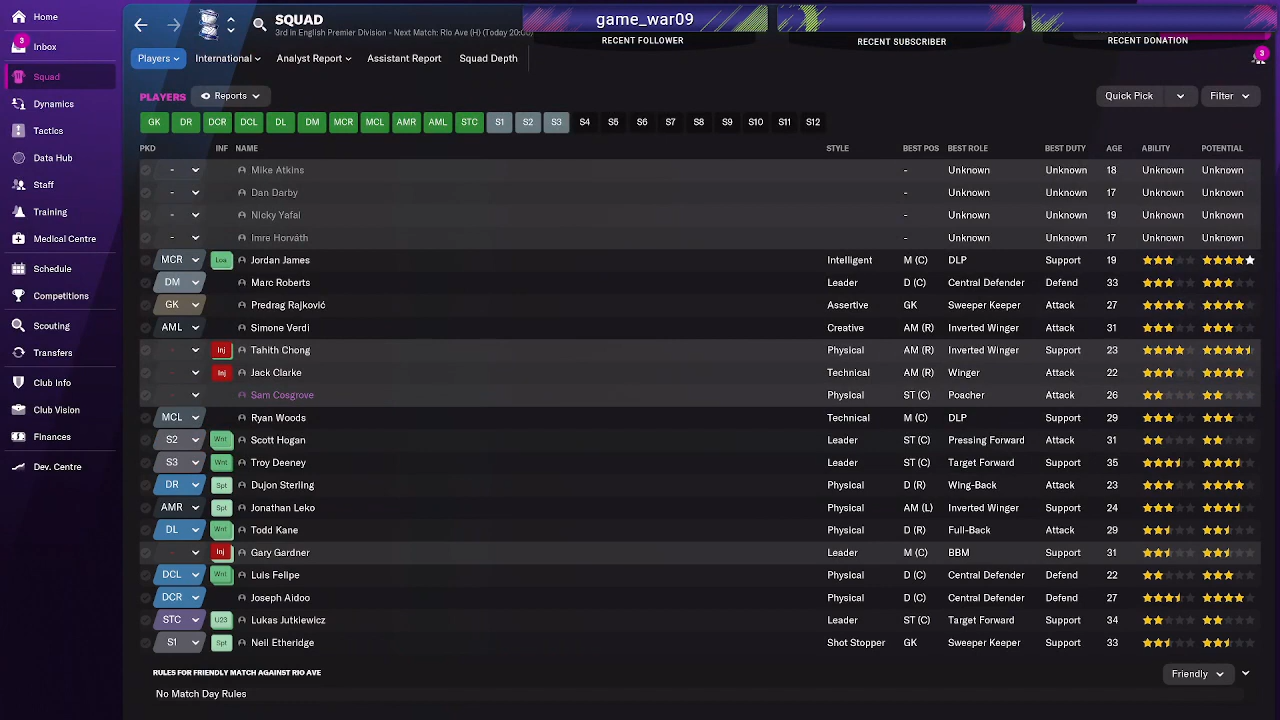 Home
SQUAD
3rd in English Premier Division - Next Match: Rio Ave (H) (Today 20:00)
game_war09
RECENT FOLLOWER
RECENT SUBSCRIBER
RECENT DONATION
3
Inbox
Squad
Dynamics
Tactics
Data Hub
Staff
Training
Medical Centre
Schedule
Competitions
Scouting
Transfers
Club Info
Club Vision
Finances
Dev. Centre
Players International Analyst Report Assistant Report Squad Depth
3
PLAYERS Reports Quick Pick Filter
GK DR DCR DCL DL DM MCR MCL AMR AML STC S1 S2 S3 S4 S5 S6 S7 S8 S9 S10 S11 S12
PKD INF NAME STYLE BEST POS BEST ROLE BEST DUTY AGE ABILITY POTENTIAL
- Mike Atkins - Unknown Unknown 18 Unknown Unknown
- Dan Darby - Unknown Unknown 17 Unknown Unknown
- Nicky Yafai - Unknown Unknown 19 Unknown Unknown
- Imre Horváth - Unknown Unknown 17 Unknown Unknown
MCR Loa Jordan James Intelligent M (C) DLP Support 19
DM Marc Roberts Leader D (C) Central Defender Defend 33
GK Predrag Rajković Assertive GK Sweeper Keeper Attack 27
AML Simone Verdi Creative AM (R) Inverted Winger Attack 31
- Inj Tahith Chong Physical AM (R) Inverted Winger Support 23
- Inj Jack Clarke Technical AM (R) Winger Attack 22
- Sam Cosgrove Physical ST (C) Poacher Attack 26
MCL Ryan Woods Technical M (C) DLP Support 29
S2 Wnt Scott Hogan Leader ST (C) Pressing Forward Attack 31
S3 Wnt Troy Deeney Leader ST (C) Target Forward Support 35
DR Spt Dujon Sterling Physical D (R) Wing-Back Attack 23
AMR Spt Jonathan Leko Physical AM (L) Inverted Winger Support 24
DL Wnt Todd Kane Physical D (R) Full-Back Attack 29
- Inj Gary Gardner Leader M (C) BBM Support 31
DCL Wnt Luis Felipe Physical D (C) Central Defender Defend 22
DCR Joseph Aidoo Physical D (C) Central Defender Defend 27
STC U23 Lukas Jutkiewicz Leader ST (C) Target Forward Support 34
S1 Spt Neil Etheridge Shot Stopper GK Sweeper Keeper Support 33
RULES FOR FRIENDLY MATCH AGAINST RIO AVE Friendly
No Match Day Rules